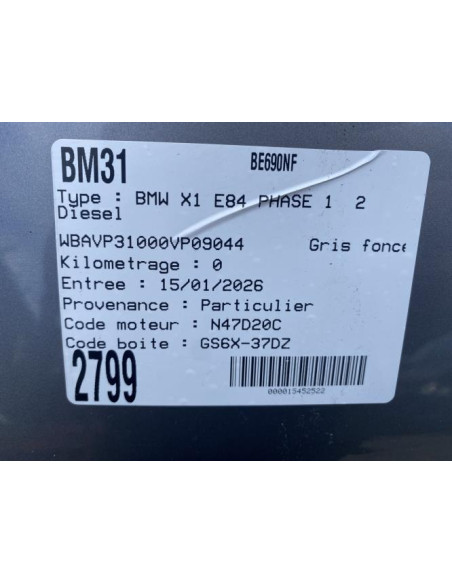 BM31 BE690NF
Type : BMW X1 E84 PHASE 1 2
Diesel
WBAVP31000VP09044 Gris fonce
Kilometrage : 0
Entree : 15/01/2026
Provenance : Particulier
Code moteur : N47D20C
Code boite : GS6X-37DZ
2799
000015452522